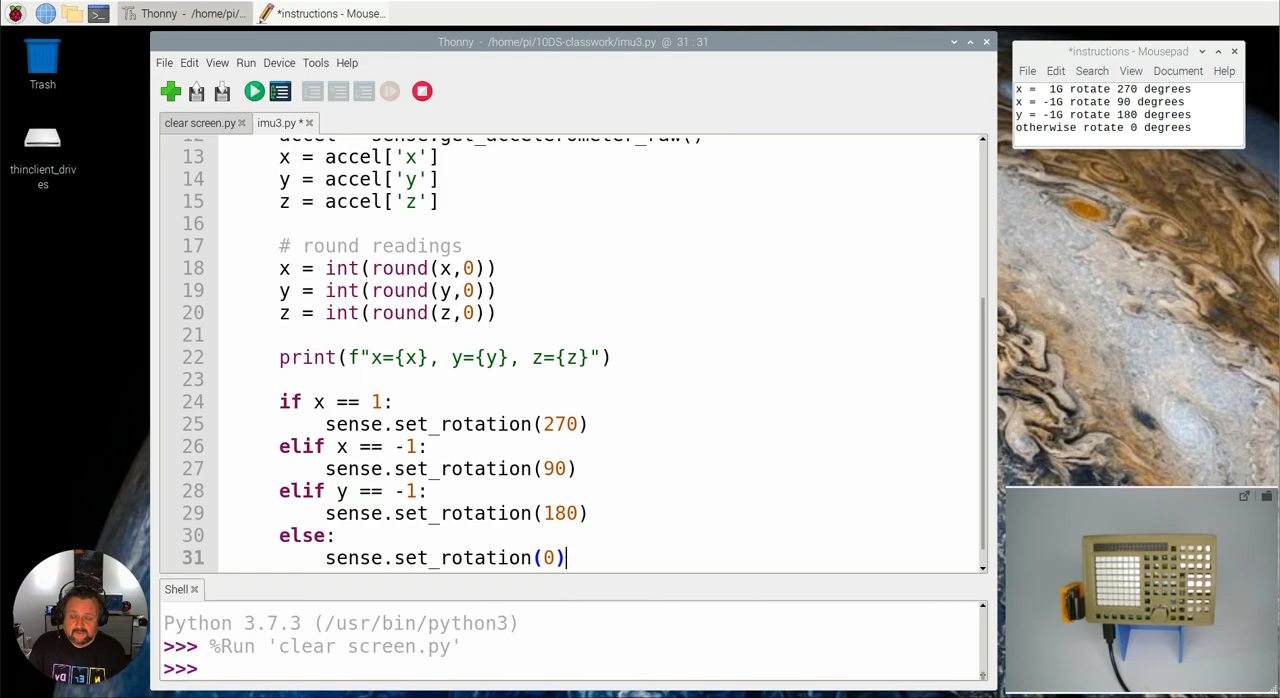 Thonny - /home/pi/...
*instructions - Mouse...
Trash
thinclient_driv
es
Thonny - /home/pi/10DS-classwork/imu3.py @ 31 : 31
File Edit View Run Device Tools Help
clear screen.py
imu3.py *
12 accel = sense.get_accelerometer_raw()
13 x = accel['x']
14 y = accel['y']
15 z = accel['z']
16
17 # round readings
18 x = int(round(x,0))
19 y = int(round(y,0))
20 z = int(round(z,0))
21
22 print(f"x={x}, y={y}, z={z}")
23
24 if x == 1:
25 sense.set_rotation(270)
26 elif x == -1:
27 sense.set_rotation(90)
28 elif y == -1:
29 sense.set_rotation(180)
30 else:
31 sense.set_rotation(0)
Shell
Python 3.7.3 (/usr/bin/python3)
>>> %Run 'clear screen.py'
>>>
*instructions - Mousepad
File Edit Search View Document Help
x = 1G rotate 270 degrees
x = -1G rotate 90 degrees
y = -1G rotate 180 degrees
otherwise rotate 0 degrees